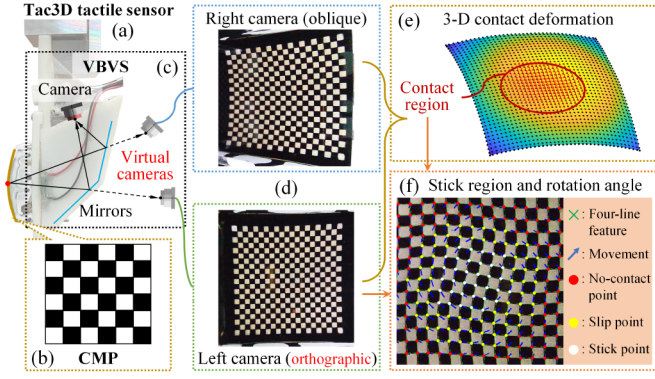 Tac3D tactile sensor
(a)
VBVS
(c)
Camera
Virtual
cameras
Mirrors
(b)
CMP
Right camera (oblique)
(d)
Left camera (orthographic)
(e)
3-D contact deformation
Contact
region
(f)
Stick region and rotation angle
: Four-line
feature
: Movement
: No-contact
point
: Slip point
: Stick point